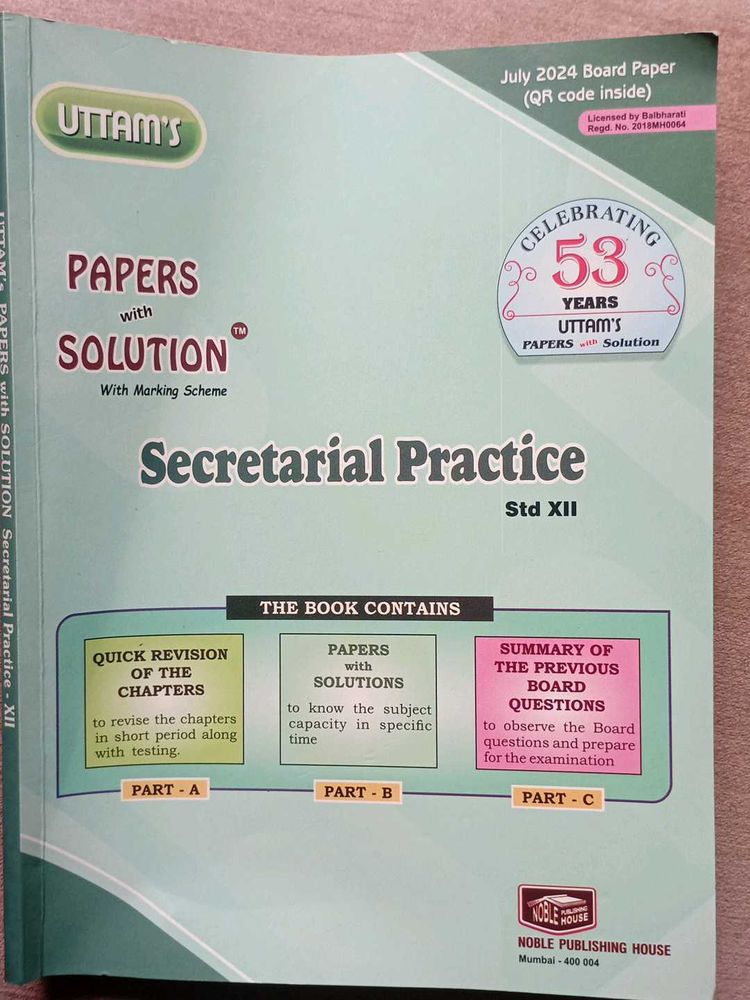 UTTAM'S
July 2024 Board Paper
(QR code inside)
Licensed by Balbharati
Regd. No. 2018MH0064
CELEBRATING
53
YEARS
UTTAM'S
PAPERS with Solution
PAPERS
with
SOLUTION™
With Marking Scheme
Secretarial Practice
Std XII
THE BOOK CONTAINS
QUICK REVISION
OF THE
CHAPTERS
to revise the chapters
in short period along
with testing.
PART - A
PAPERS
with
SOLUTIONS
to know the subject
capacity in specific
time
PART - B
SUMMARY OF
THE PREVIOUS
BOARD
QUESTIONS
to observe the Board
questions and prepare
for the examination
PART - C
NOBLE PUBLISHING
HOUSE
NOBLE PUBLISHING HOUSE
Mumbai - 400 004
UTTAM's PAPERS with SOLUTION Secretarial Practice - XII